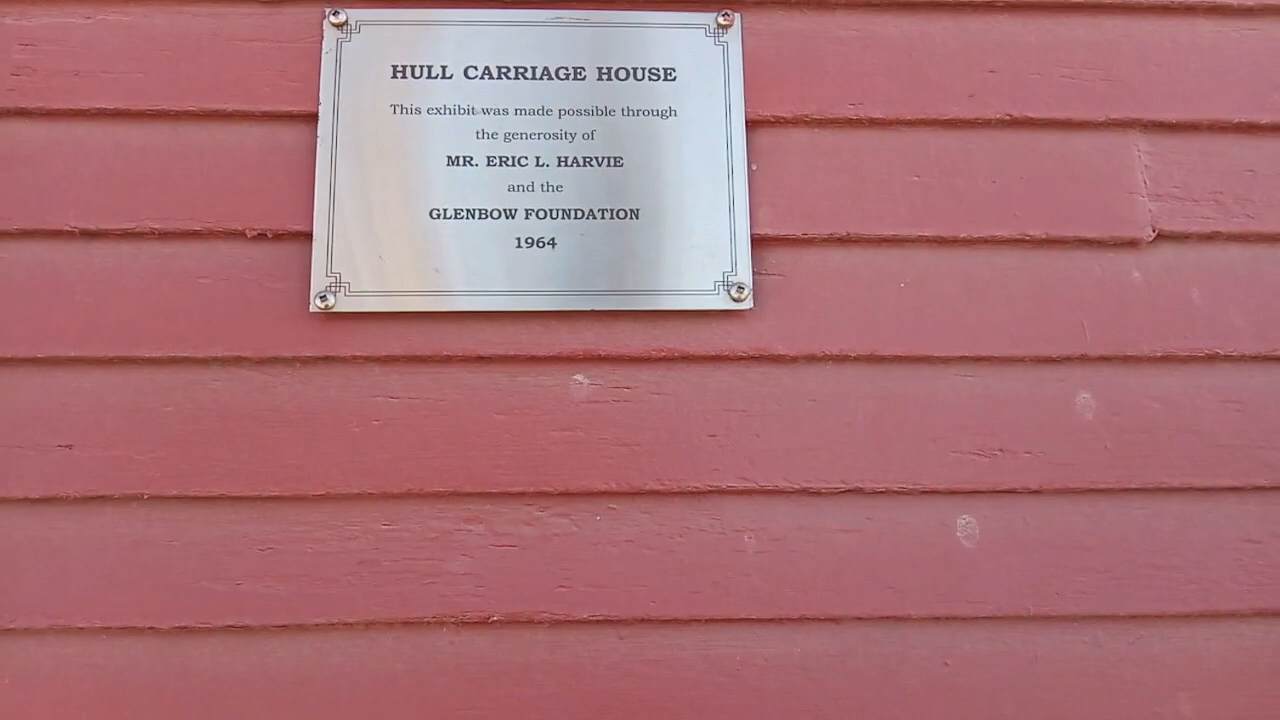 HULL CARRIAGE HOUSE
This exhibit was made possible through
the generosity of
MR. ERIC L. HARVIE
and the
GLENBOW FOUNDATION
1964